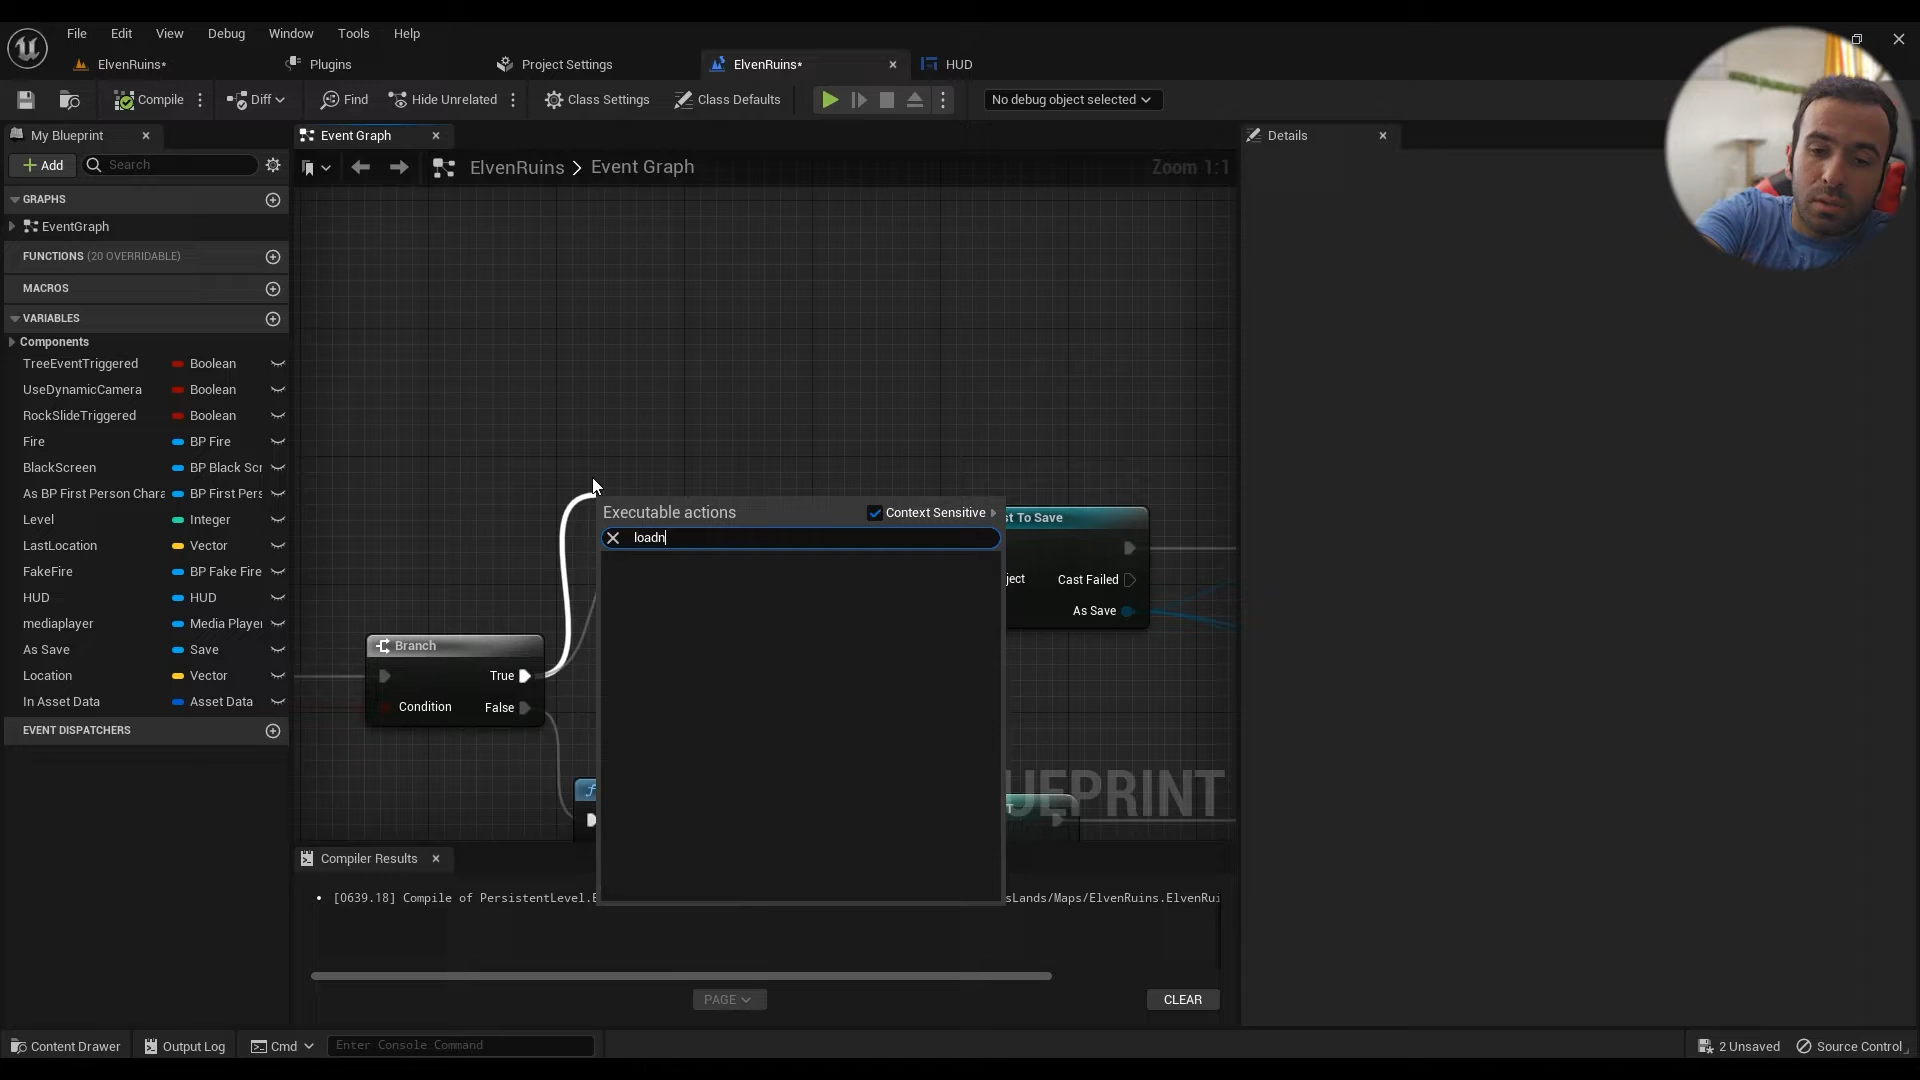 File Edit View Debug Window Tools Help
ElvenRuins* Plugins Project Settings ElvenRuins* HUD
Compile Diff Find Hide Unrelated Class Settings Class Defaults No debug object selected
My Blueprint Event Graph Details
Add Search ElvenRuins > Event Graph Zoom 1:1
GRAPHS
EventGraph
FUNCTIONS (20 OVERRIDABLE)
MACROS
VARIABLES
Components
TreeEventTriggered Boolean
UseDynamicCamera Boolean
RockSlideTriggered Boolean
Fire BP Fire
BlackScreen BP Black Scr
As BP First Person Chara BP First Pers
Level Integer
LastLocation Vector
FakeFire BP Fake Fire
HUD HUD
mediaplayer Media Player
As Save Save
Location Vector
In Asset Data Asset Data
EVENT DISPATCHERS
Executable actions Context Sensitive
loadn
st To Save
ject Cast Failed
As Save
Branch
True
Condition False
f
T
UEPRINT
Compiler Results
[0639.18] Compile of PersistentLevel.E sLands/Maps/ElvenRuins.ElvenRui
PAGE CLEAR
Content Drawer Output Log Cmd Enter Console Command 2 Unsaved Source Control